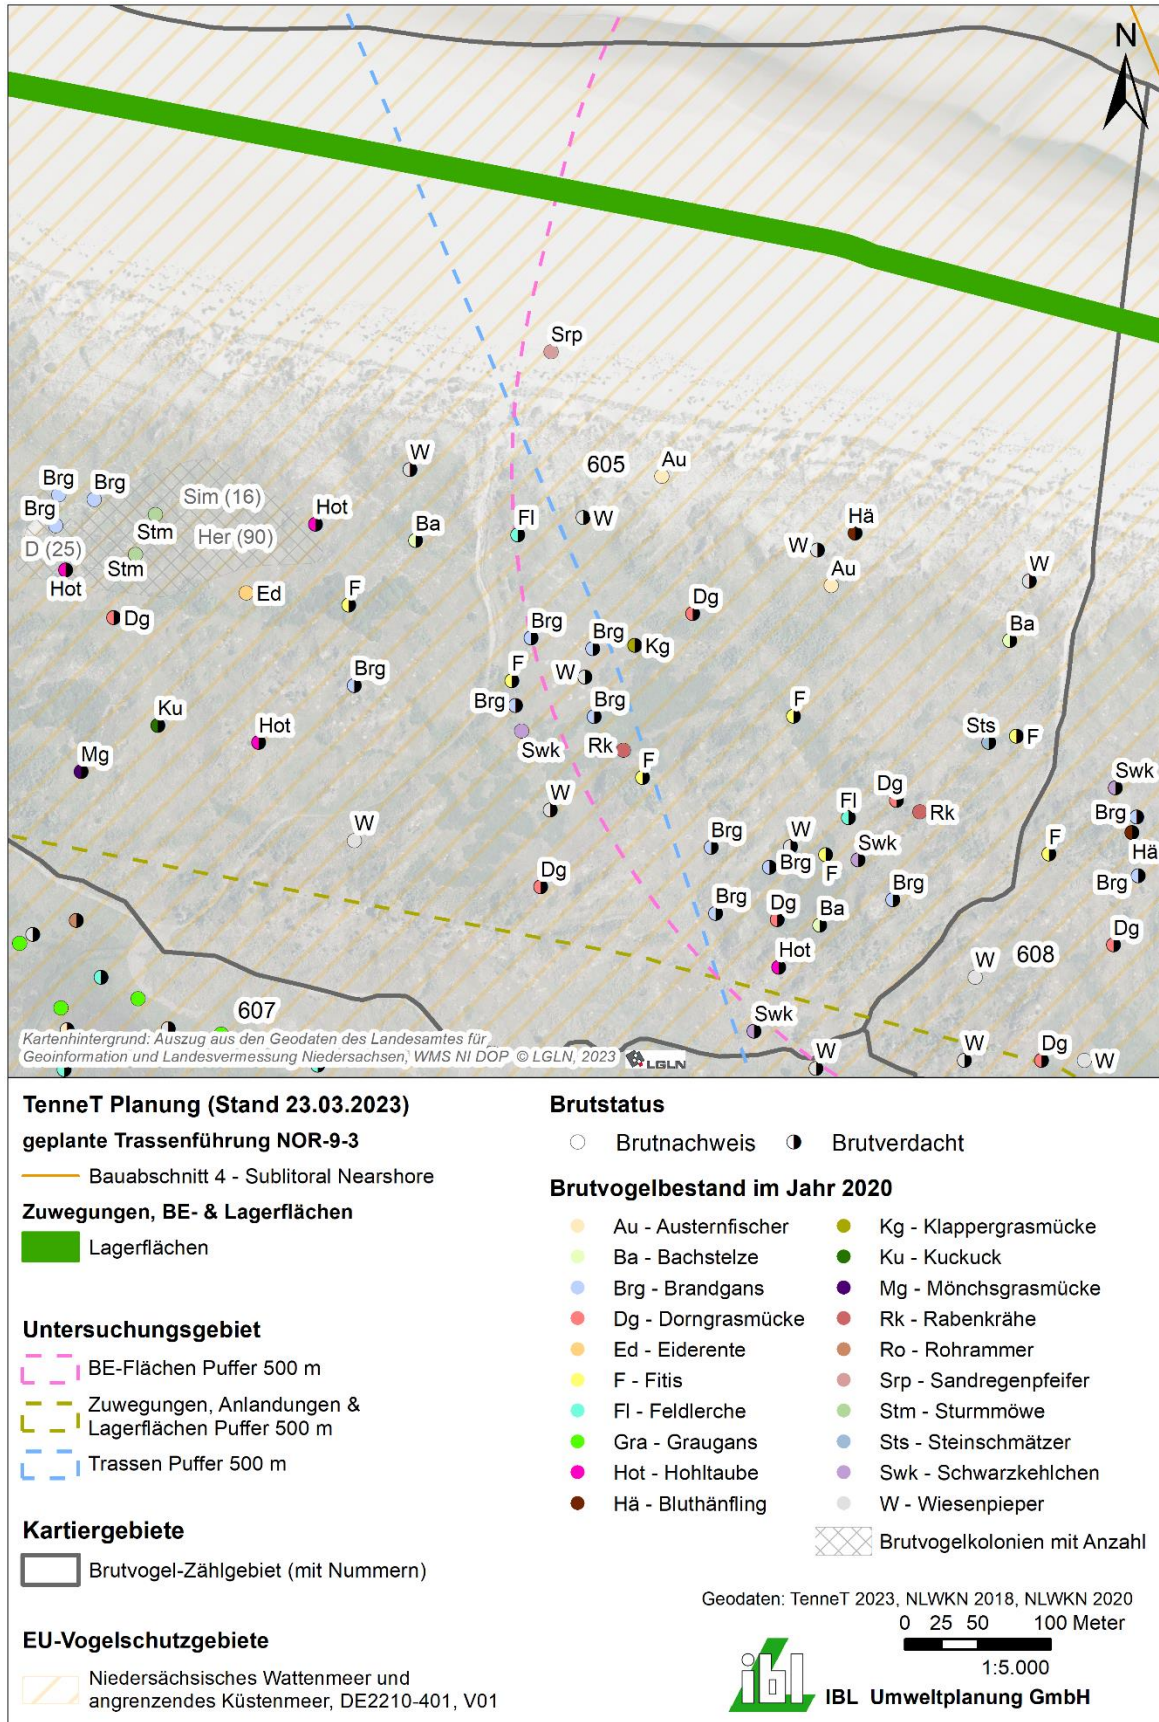 N
Srp
605
Au
W
Brg
Brg
Sim (16)
Brg
Hot
Fl
W
Hä
Stm
Her (90)
Ba
W
D (25)
Stm
Au
W
Hot
Ed
F
Dg
Dg
Ba
Brg
Brg
Kg
F
W
Brg
Ku
Brg
Brg
F
Hot
Swk
Rk
Sts
F
Mg
F
Swk
W
Dg
Rk
Fl
Brg
W
Brg
W
Swk
F
Hä
Brg
F
Dg
Brg
Brg
Brg
Dg
Ba
Dg
Hot
608
W
607
Swk
W
W
Dg
W
Kartenhintergrund: Auszug aus den Geodaten des Landesamtes für
Geoinformation und Landesvermessung Niedersachsen, WMS NI DOP © LGLN, 2023
LGLN
TenneT Planung (Stand 23.03.2023)
geplante Trassenführung NOR-9-3
Bauabschnitt 4 - Sublitoral Nearshore
Zuwegungen, BE- & Lagerflächen
Lagerflächen
Untersuchungsgebiet
BE-Flächen Puffer 500 m
Zuwegungen, Anlandungen &
Lagerflächen Puffer 500 m
Trassen Puffer 500 m
Kartiergebiete
Brutvogel-Zählgebiet (mit Nummern)
EU-Vogelschutzgebiete
Niedersächsisches Wattenmeer und
angrenzendes Küstenmeer, DE2210-401, V01
Brutstatus
Brutnachweis
Brutverdacht
Brutvogelbestand im Jahr 2020
Au - Austernfischer
Ba - Bachstelze
Brg - Brandgans
Dg - Dorngrasmücke
Ed - Eiderente
F - Fitis
Fl - Feldlerche
Gra - Graugans
Hot - Hohltaube
Hä - Bluthänfling
Kg - Klappergrasmücke
Ku - Kuckuck
Mg - Mönchsgrasmücke
Rk - Rabenkrähe
Ro - Rohrammer
Srp - Sandregenpfeifer
Stm - Sturmmöwe
Sts - Steinschmätzer
Swk - Schwarzkehlchen
W - Wiesenpieper
Brutvogelkolonien mit Anzahl
Geodaten: TenneT 2023, NLWKN 2018, NLWKN 2020
0 25 50 100 Meter
1:5.000
ibl
IBL Umweltplanung GmbH